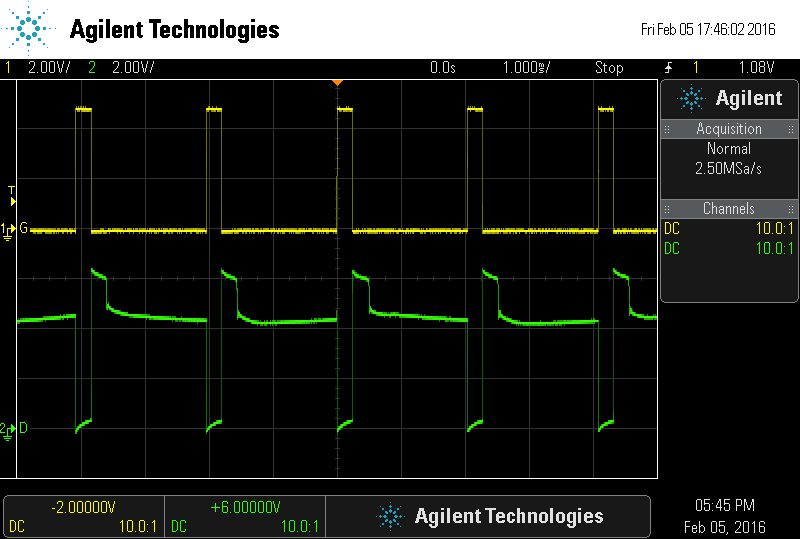 Agilent Technologies
Fri Feb 05 17:46:02 2016
1 2.00V/ 2 2.00V/ 0.0s 1.000ms/ Stop 1 1.08V
Agilent
Acquisition
Normal
2.50MSa/s
Channels
DC 10.0:1
DC 10.0:1
T
1 G
2 D
-2.00000V
DC 10.0:1
+6.00000V
DC 10.0:1
Agilent Technologies
05:45 PM
Feb 05, 2016